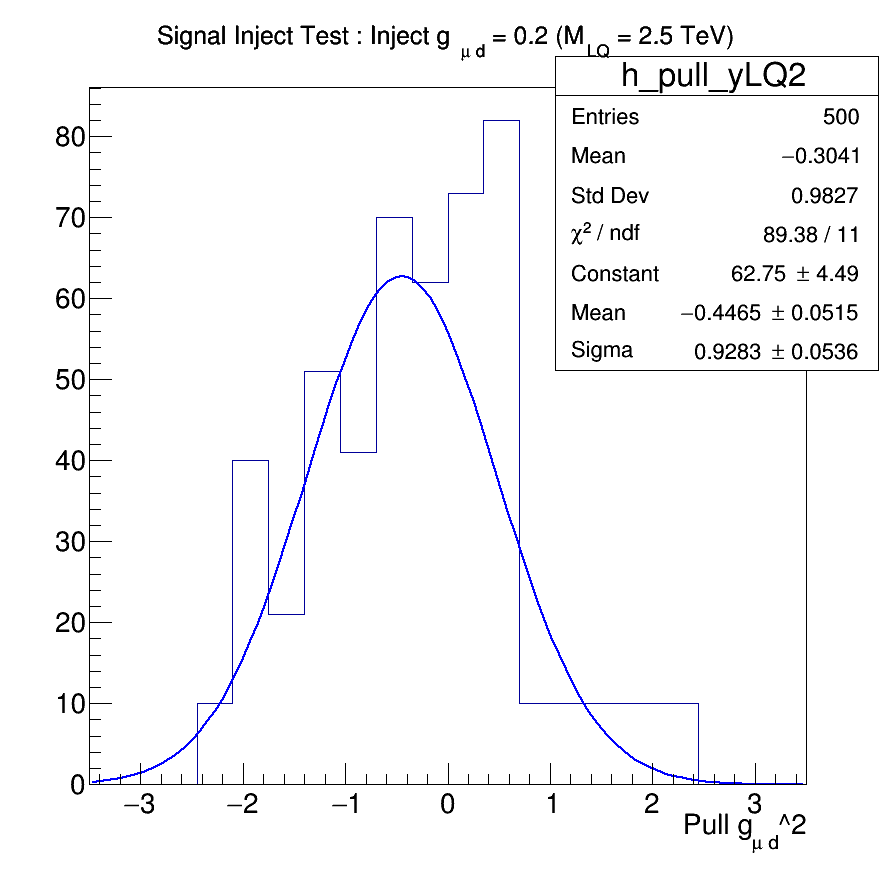 Signal Inject Test : Inject g μ d = 0.2 (M LQ = 2.5 TeV)
h_pull_yLQ2
Entries 500
Mean −0.3041
Std Dev 0.9827
χ² / ndf 89.38 / 11
Constant 62.75 ± 4.49
Mean −0.4465 ± 0.0515
Sigma 0.9283 ± 0.0536
80
70
60
50
40
30
20
10
0
−3 −2 −1 0 1 2 3
Pull g μ d ^2